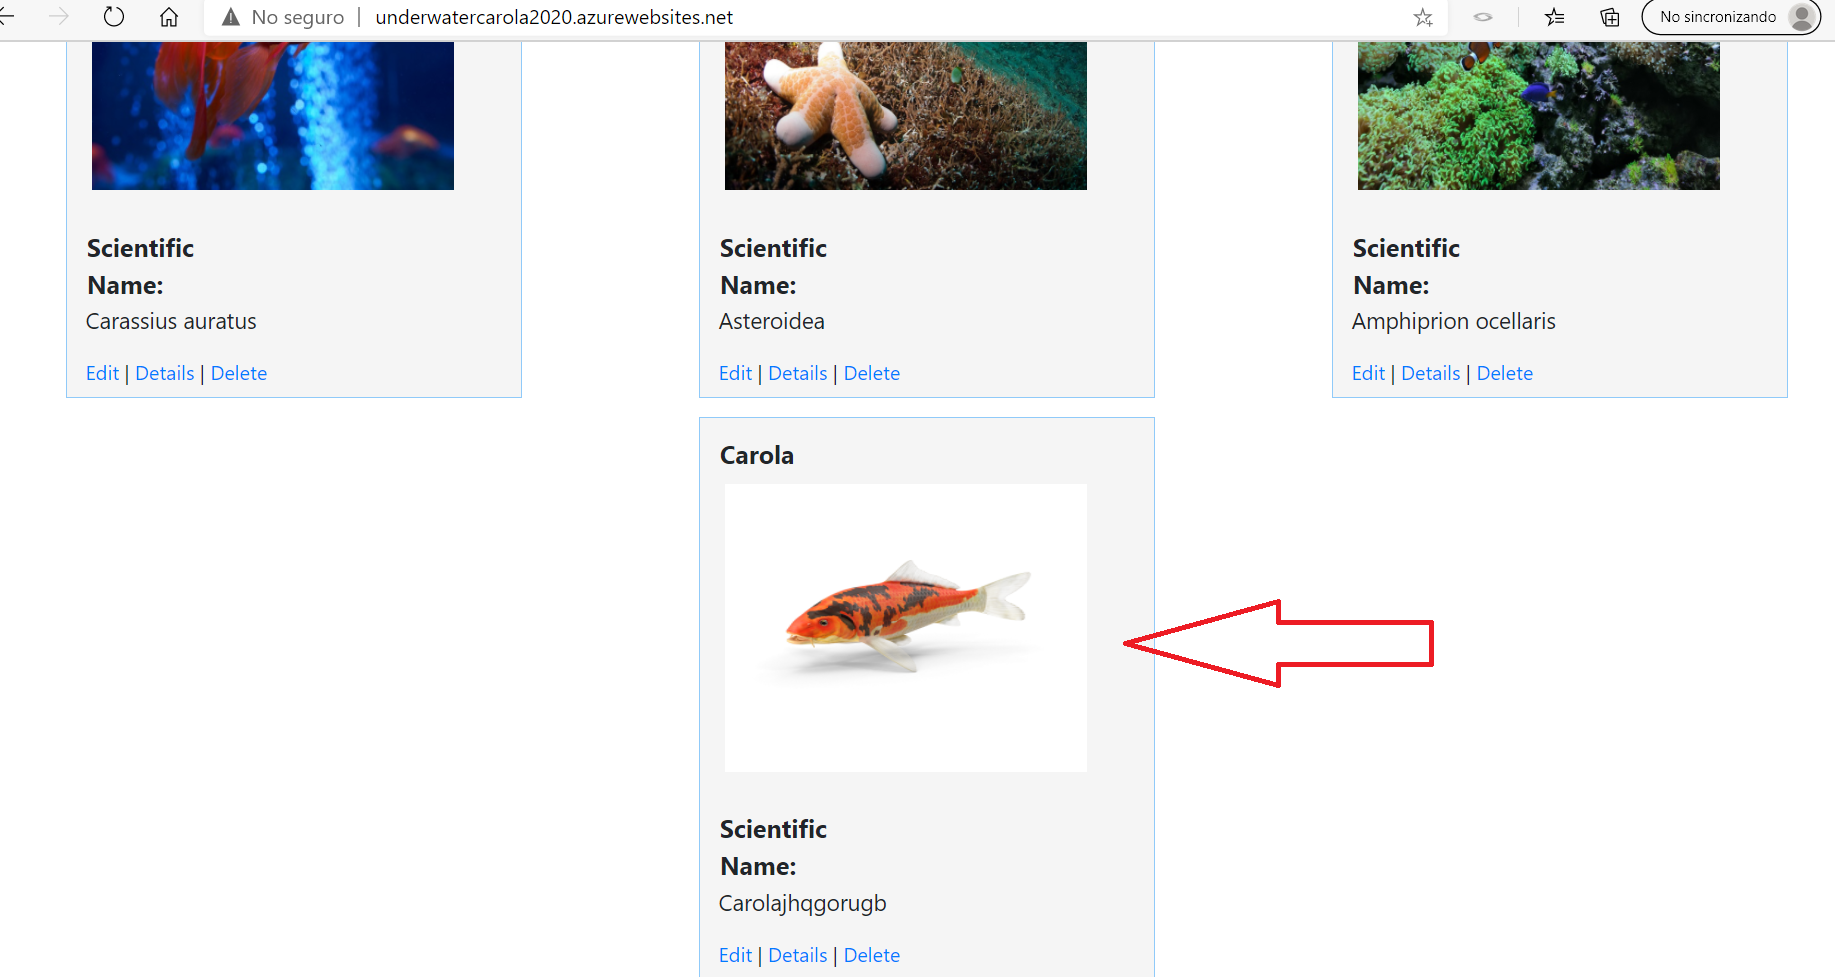 No seguro | underwatercarola2020.azurewebsites.net
No sincronizando
Scientific
Name:
Carassius auratus
Edit | Details | Delete
Scientific
Name:
Asteroidea
Edit | Details | Delete
Scientific
Name:
Amphiprion ocellaris
Edit | Details | Delete
Carola
Scientific
Name:
Carolajhqgorugb
Edit | Details | Delete